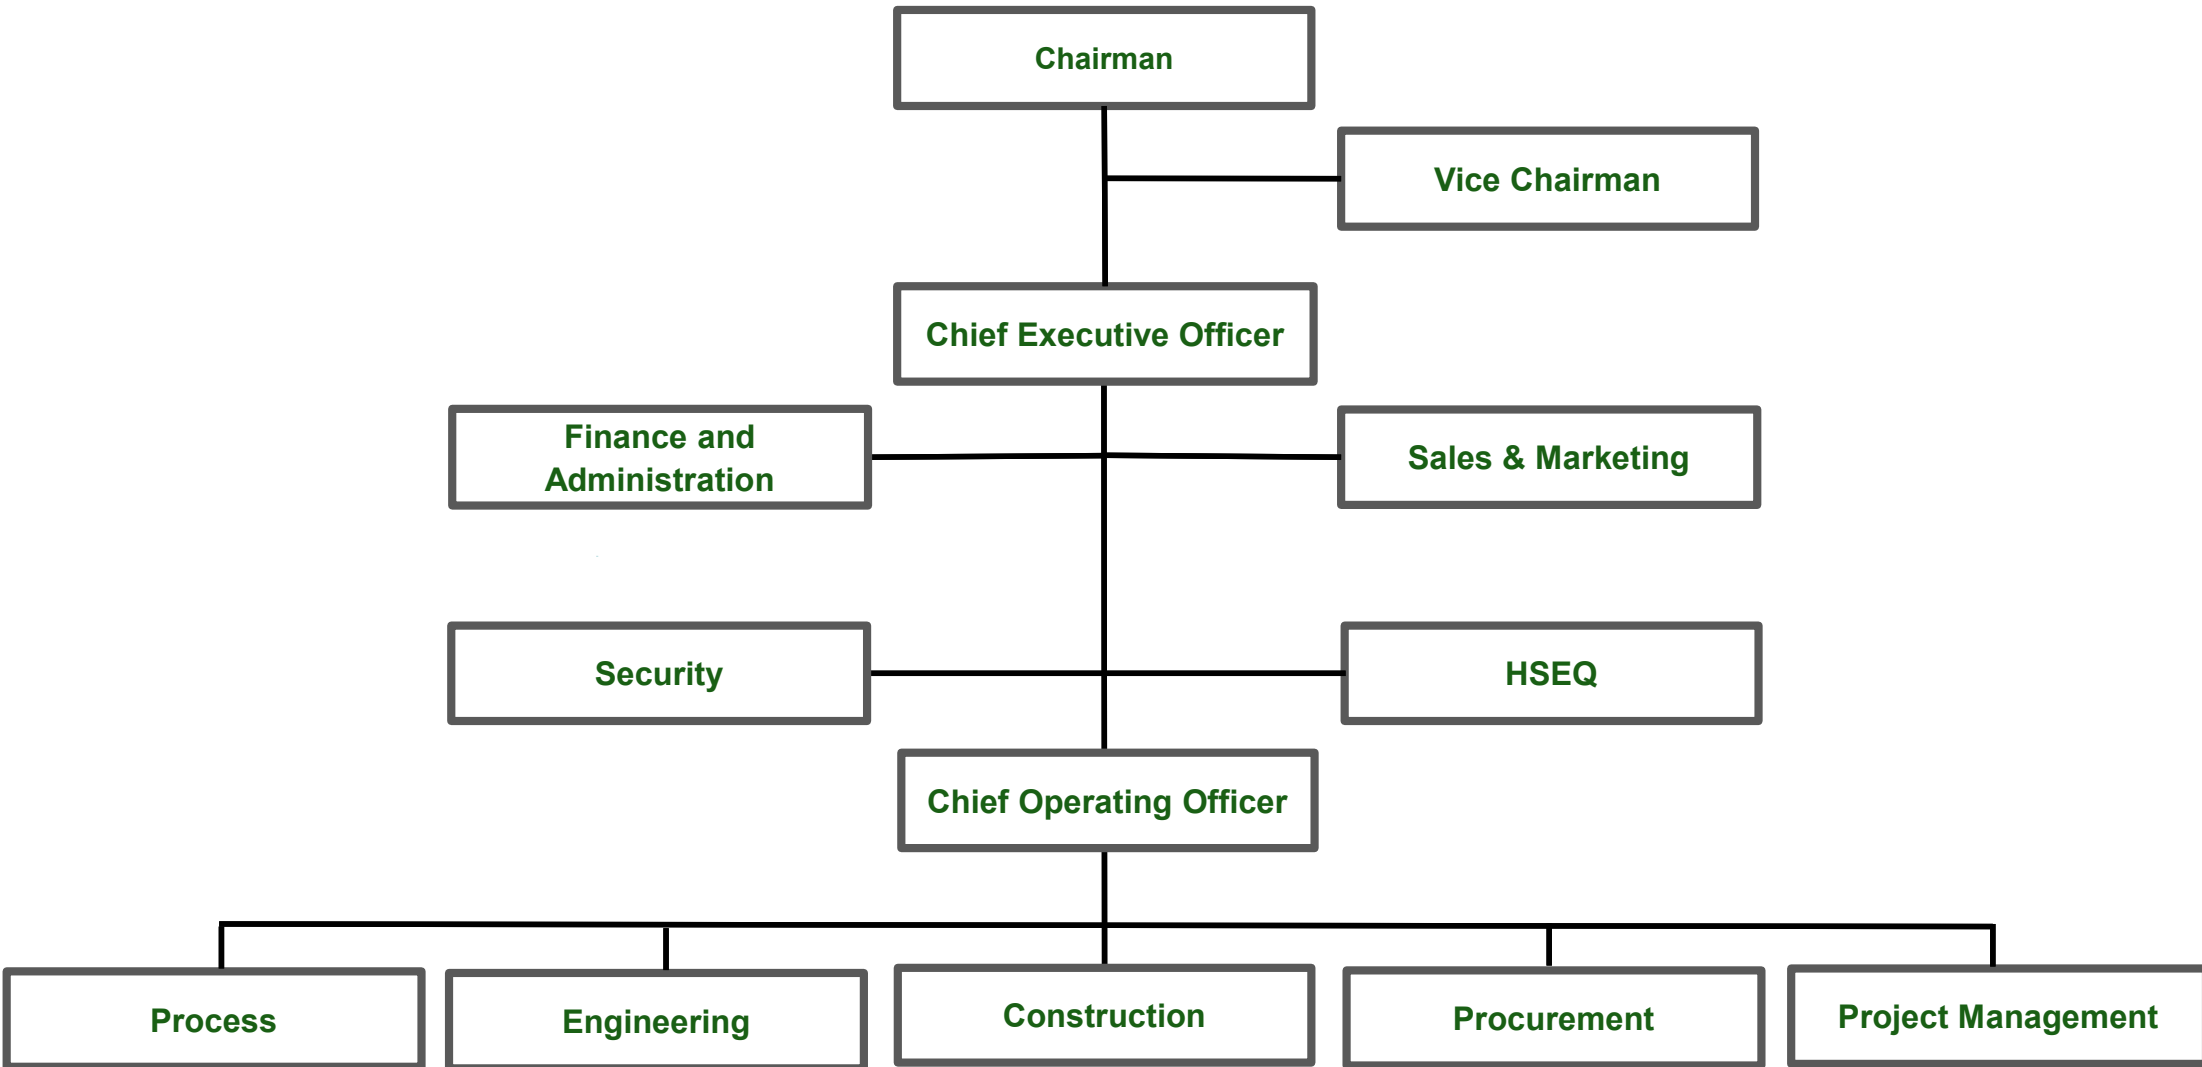 Chairman
Vice Chairman
Chief Executive Officer
Finance and
Administration
Sales & Marketing
Security
HSEQ
Chief Operating Officer
Process
Engineering
Construction
Procurement
Project Management